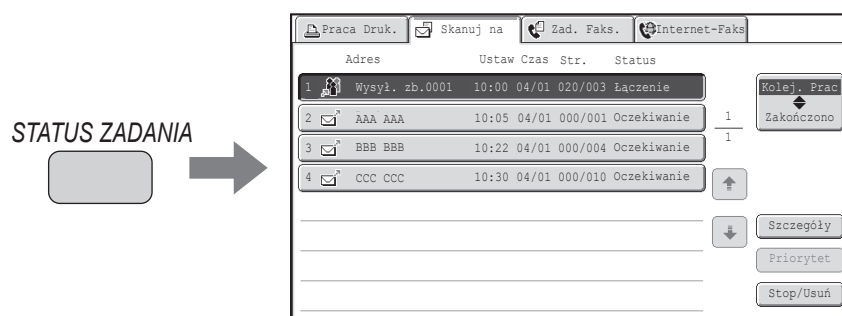 STATUS ZADANIA
Praca Druk. Skanuj na Zad. Faks. Internet-Faks
Adres Ustaw Czas Str. Status
1 Wysył. zb.0001 10:00 04/01 020/003 Łączenie
2 AAA AAA 10:05 04/01 000/001 Oczekiwanie
3 BBB BBB 10:22 04/01 000/004 Oczekiwanie
4 CCC CCC 10:30 04/01 000/010 Oczekiwanie
1
1
Kolej. Prac
Zakończono
Szczegóły
Priorytet
Stop/Usuń